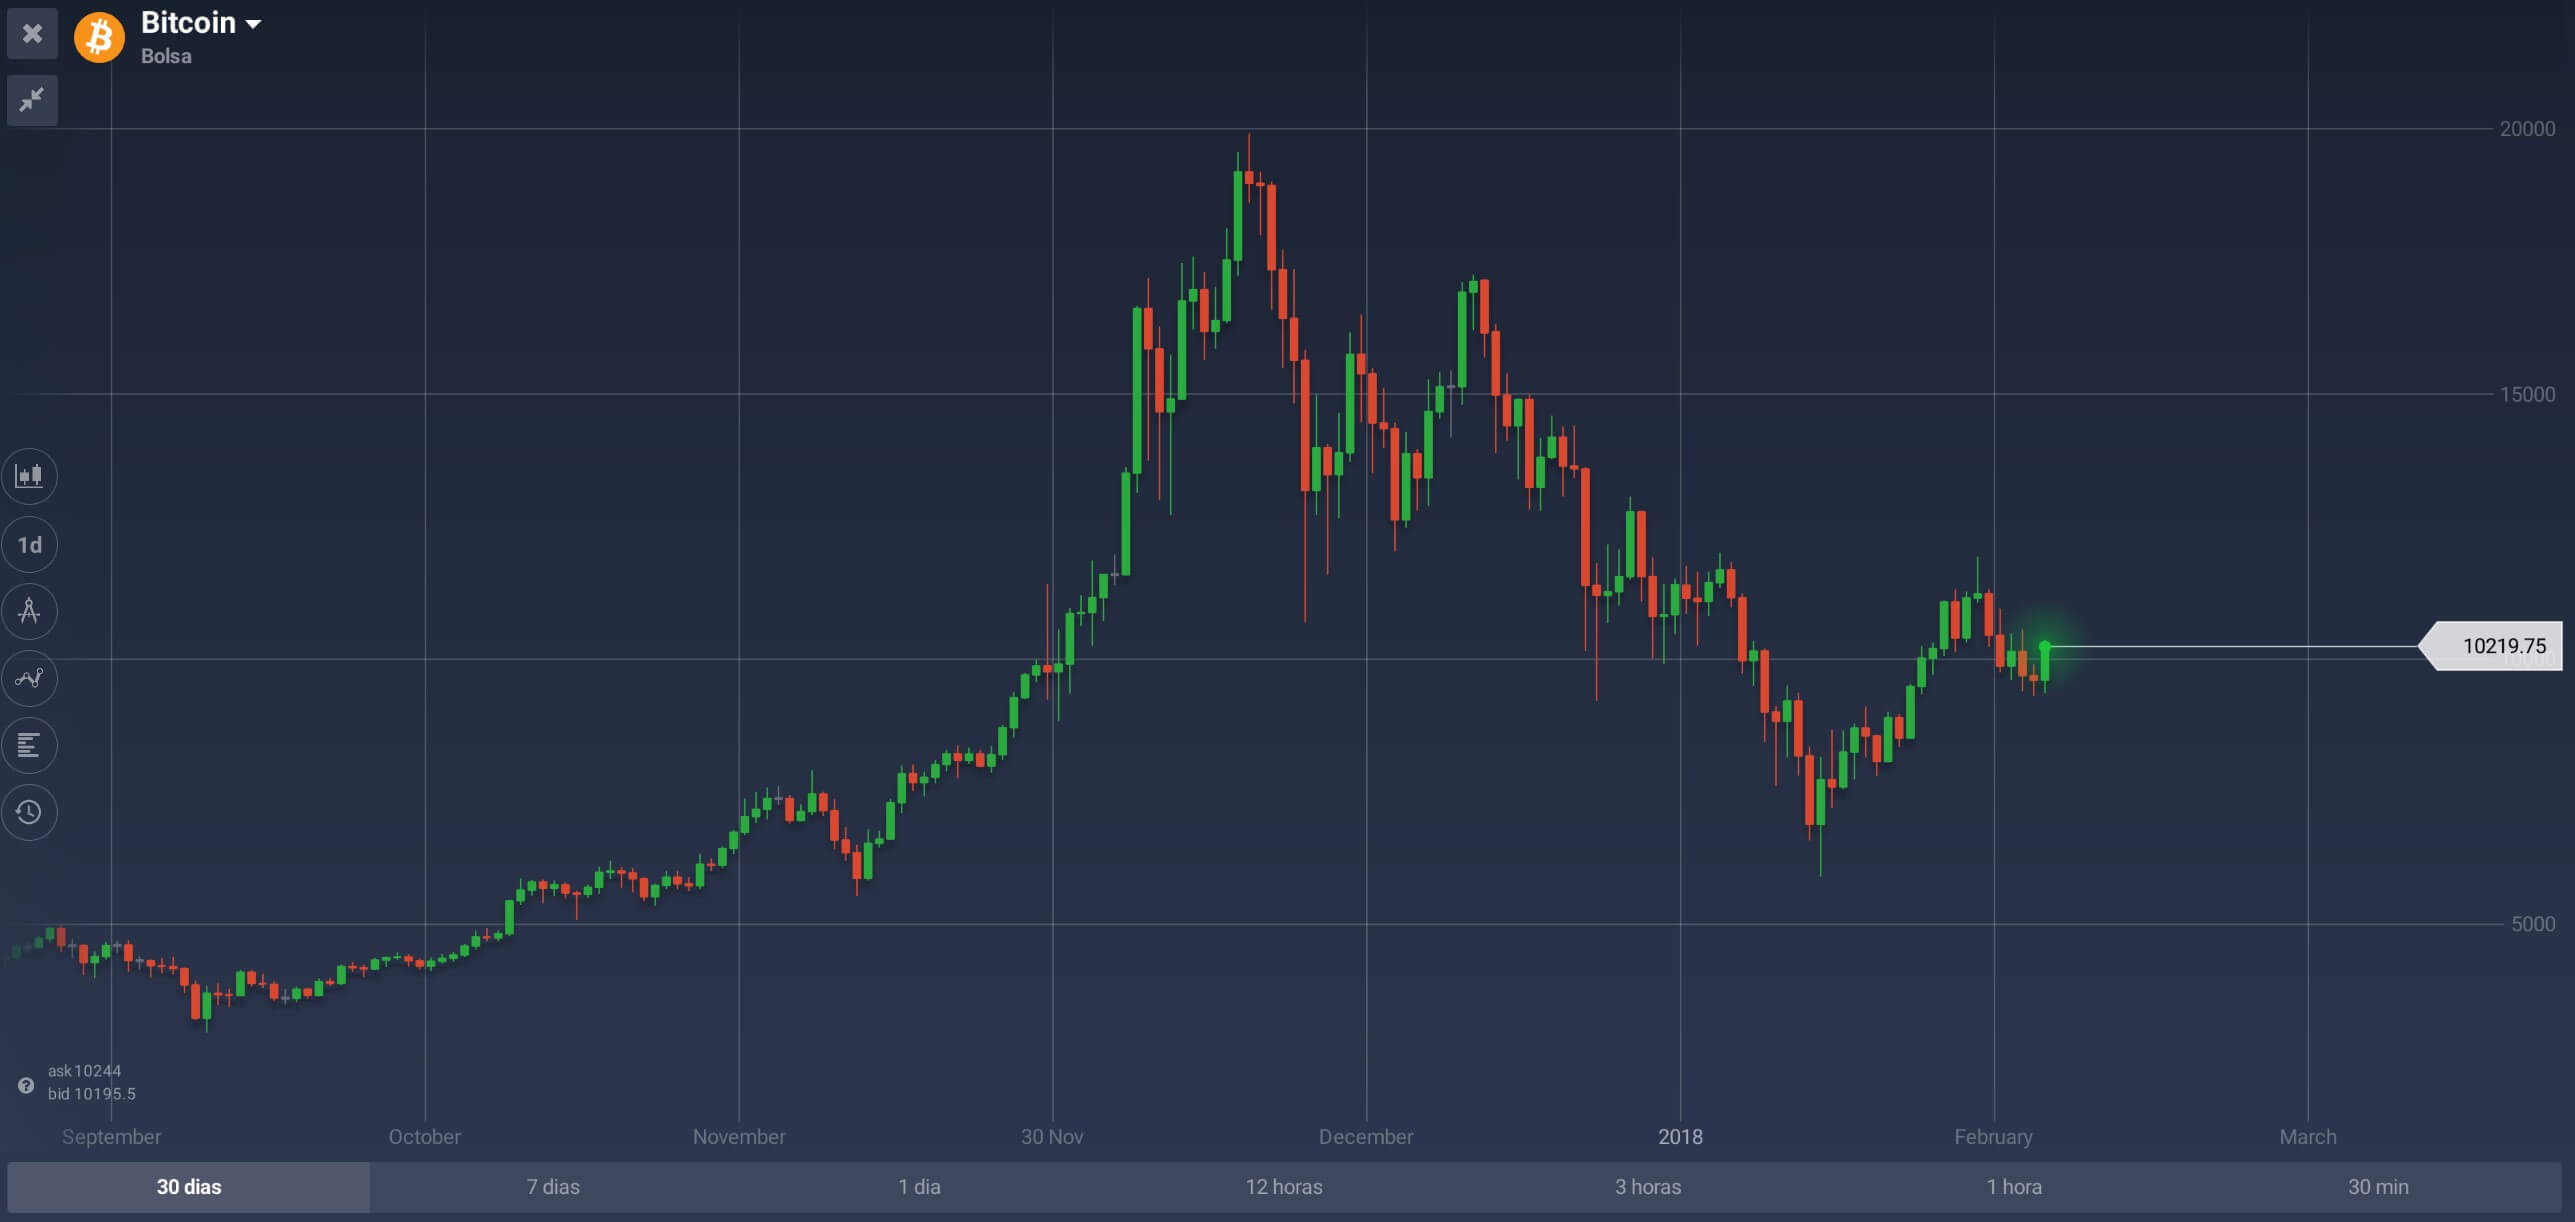 Bitcoin
Bolsa
20000
15000
10219.75
10000
5000
1d
ask 10244
bid 10195.5
September October November 30 Nov December 2018 February March
30 dias 7 dias 1 dia 12 horas 3 horas 1 hora 30 min